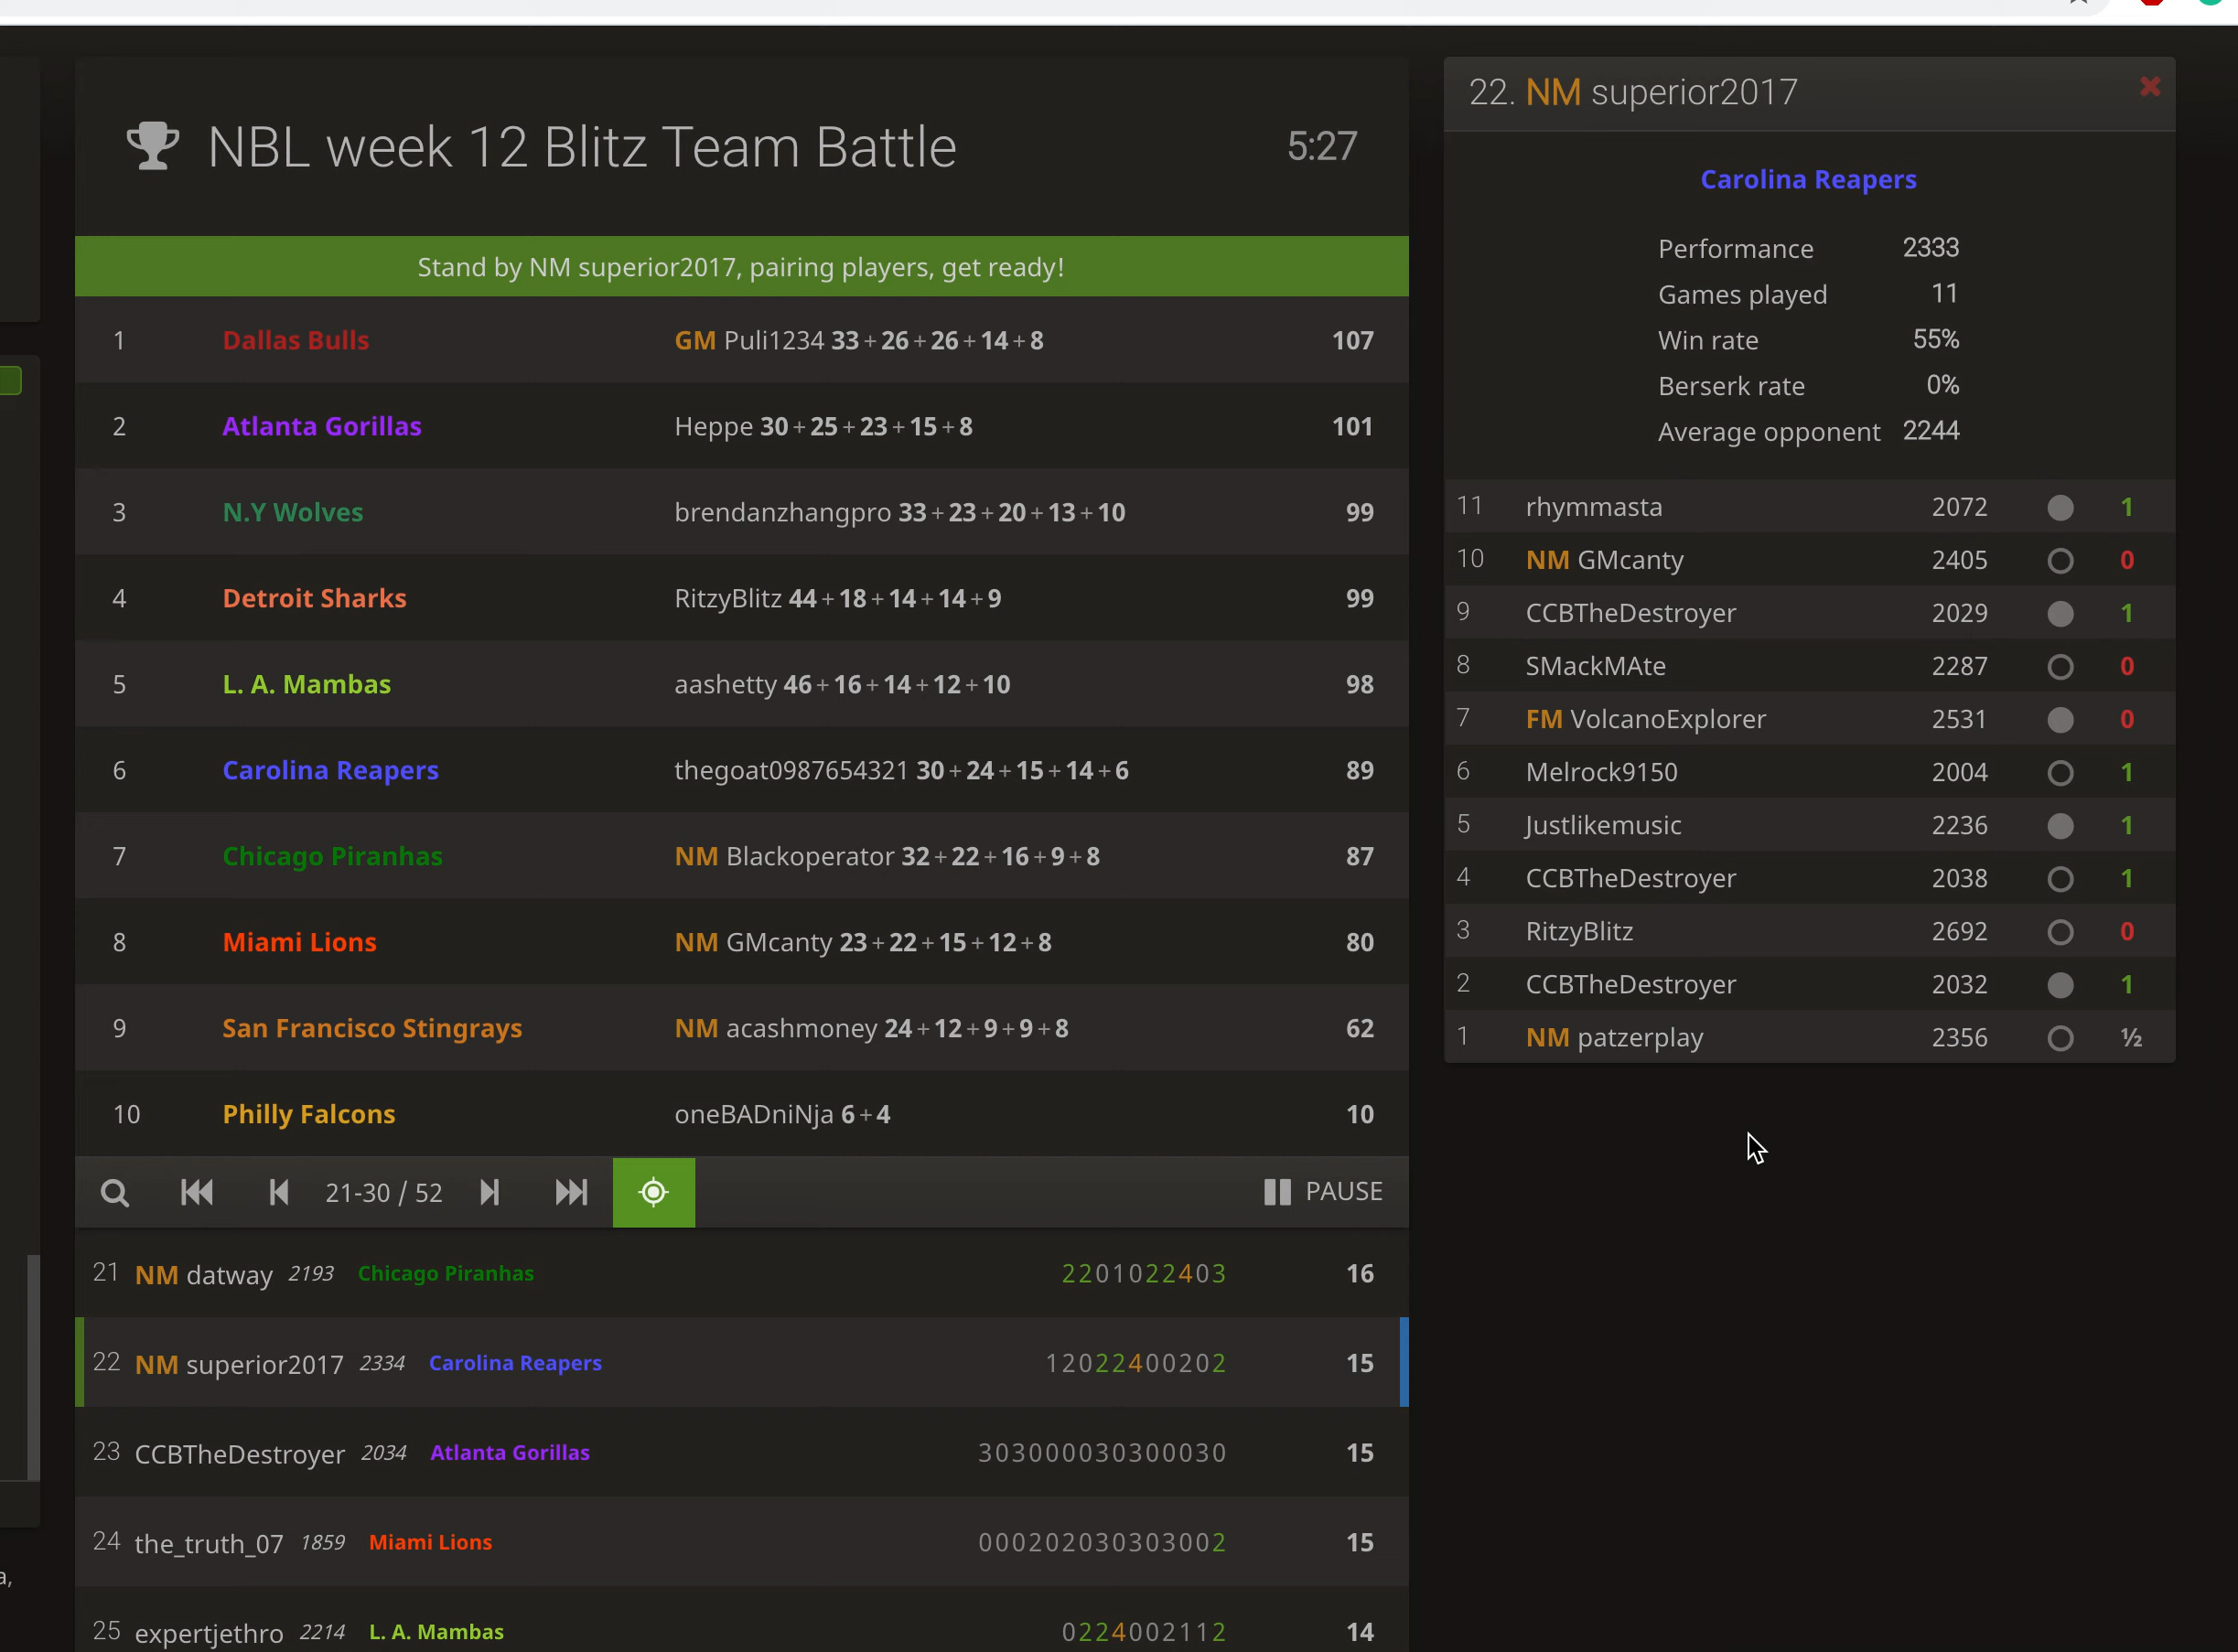 NBL week 12 Blitz Team Battle 5:27
Stand by NM superior2017, pairing players, get ready!
1 Dallas Bulls GM Puli1234 33+26+26+14+8 107
2 Atlanta Gorillas Heppe 30+25+23+15+8 101
3 N.Y Wolves brendanzhangpro 33+23+20+13+10 99
4 Detroit Sharks RitzyBlitz 44+18+14+14+9 99
5 L. A. Mambas aashetty 46+16+14+12+10 98
6 Carolina Reapers thegoat0987654321 30+24+15+14+6 89
7 Chicago Piranhas NM Blackoperator 32+22+16+9+8 87
8 Miami Lions NM GMcanty 23+22+15+12+8 80
9 San Francisco Stingrays NM acashmoney 24+12+9+9+8 62
10 Philly Falcons oneBADniNja 6+4 10
21-30 / 52 PAUSE
21 NM datway 2193 Chicago Piranhas 2201022403 16
22 NM superior2017 2334 Carolina Reapers 12022400202 15
23 CCBTheDestroyer 2034 Atlanta Gorillas 303000030300030 15
24 the_truth_07 1859 Miami Lions 000202030303002 15
25 expertjethro 2214 L. A. Mambas 0224002112 14
22. NM superior2017
Carolina Reapers
Performance 2333
Games played 11
Win rate 55%
Berserk rate 0%
Average opponent 2244
11 rhymmasta 2072 1
10 NM GMcanty 2405 0
9 CCBTheDestroyer 2029 1
8 SMackMAte 2287 0
7 FM VolcanoExplorer 2531 0
6 Melrock9150 2004 1
5 Justlikemusic 2236 1
4 CCBTheDestroyer 2038 1
3 RitzyBlitz 2692 0
2 CCBTheDestroyer 2032 1
1 NM patzerplay 2356 ½
a,